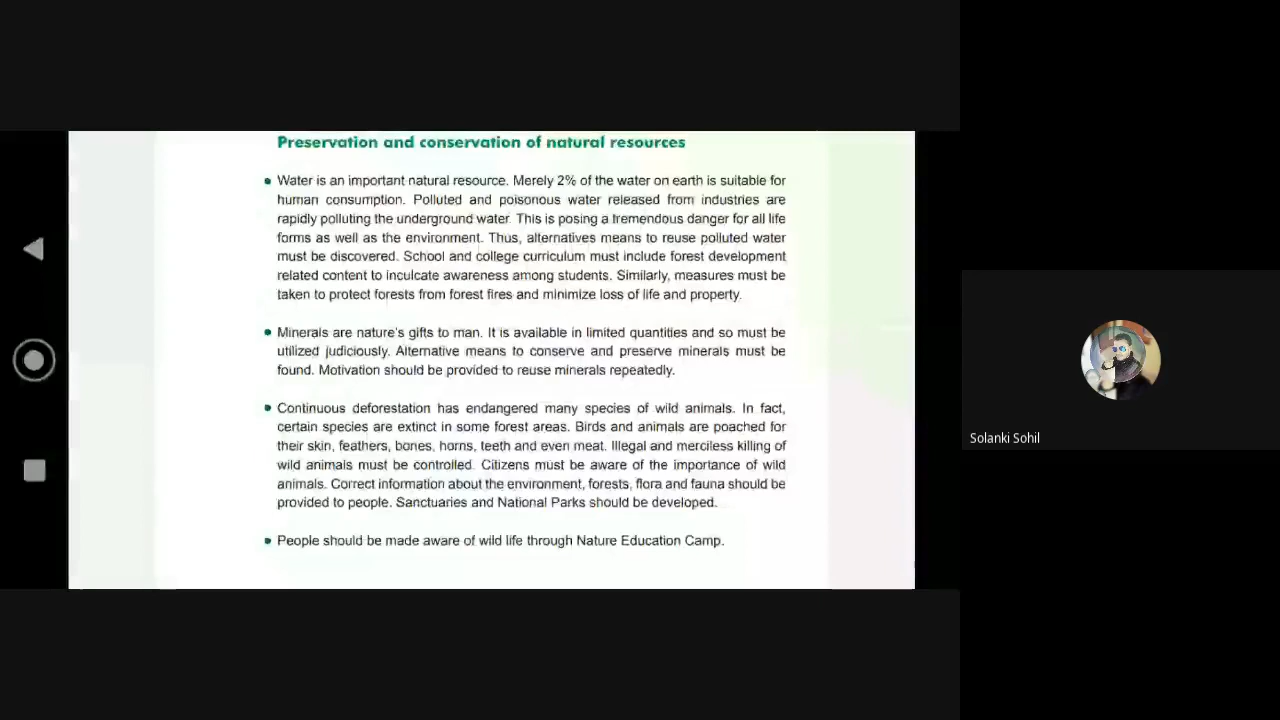 Preservation and conservation of natural resources
• Water is an important natural resource. Merely 2% of the water on earth is suitable for
human consumption. Polluted and poisonous water released from industries are
rapidly polluting the underground water. This is posing a tremendous danger for all life
forms as well as the environment. Thus, alternatives means to reuse polluted water
must be discovered. School and college curriculum must include forest development
related content to inculcate awareness among students. Similarly, measures must be
taken to protect forests from forest fires and minimize loss of life and property.
• Minerals are nature's gifts to man. It is available in limited quantities and so must be
utilized judiciously. Alternative means to conserve and preserve minerals must be
found. Motivation should be provided to reuse minerals repeatedly.
• Continuous deforestation has endangered many species of wild animals. In fact,
certain species are extinct in some forest areas. Birds and animals are poached for
their skin, feathers, bones, horns, teeth and even meat. Illegal and merciless killing of
wild animals must be controlled. Citizens must be aware of the importance of wild
animals. Correct information about the environment, forests, flora and fauna should be
provided to people. Sanctuaries and National Parks should be developed.
• People should be made aware of wild life through Nature Education Camp.
Solanki Sohil